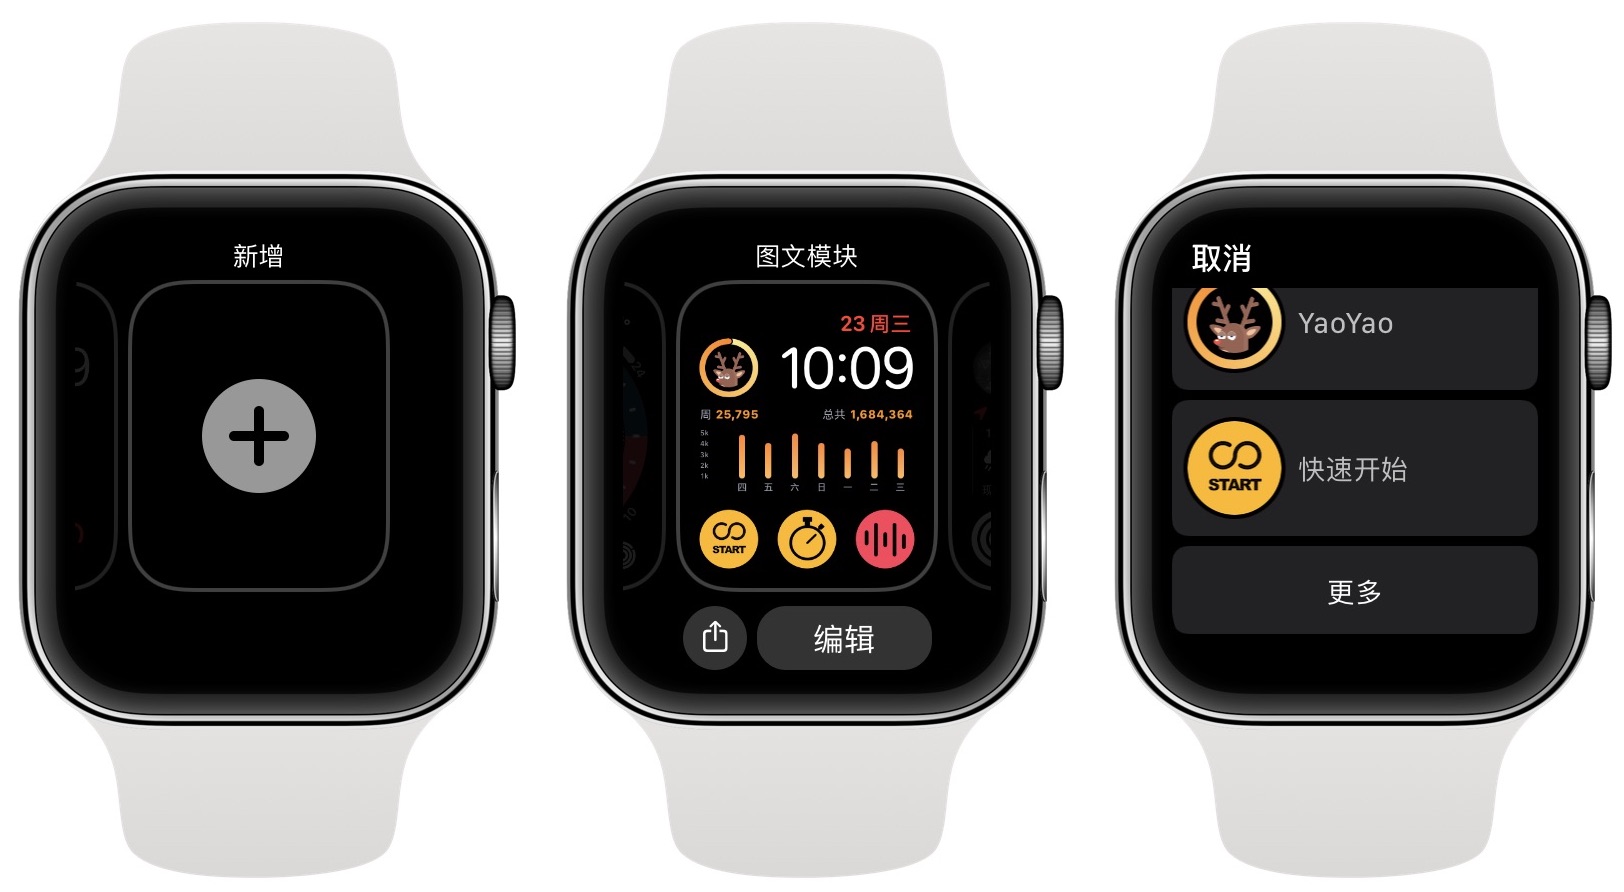 新增
图文模块
23 周三
10:09
周 25,795 总共 1,684,364
5k
4k
3k
2k
1k
四 五 六 日 一 二 三
START
编辑
取消
YaoYao
START
快速开始
更多